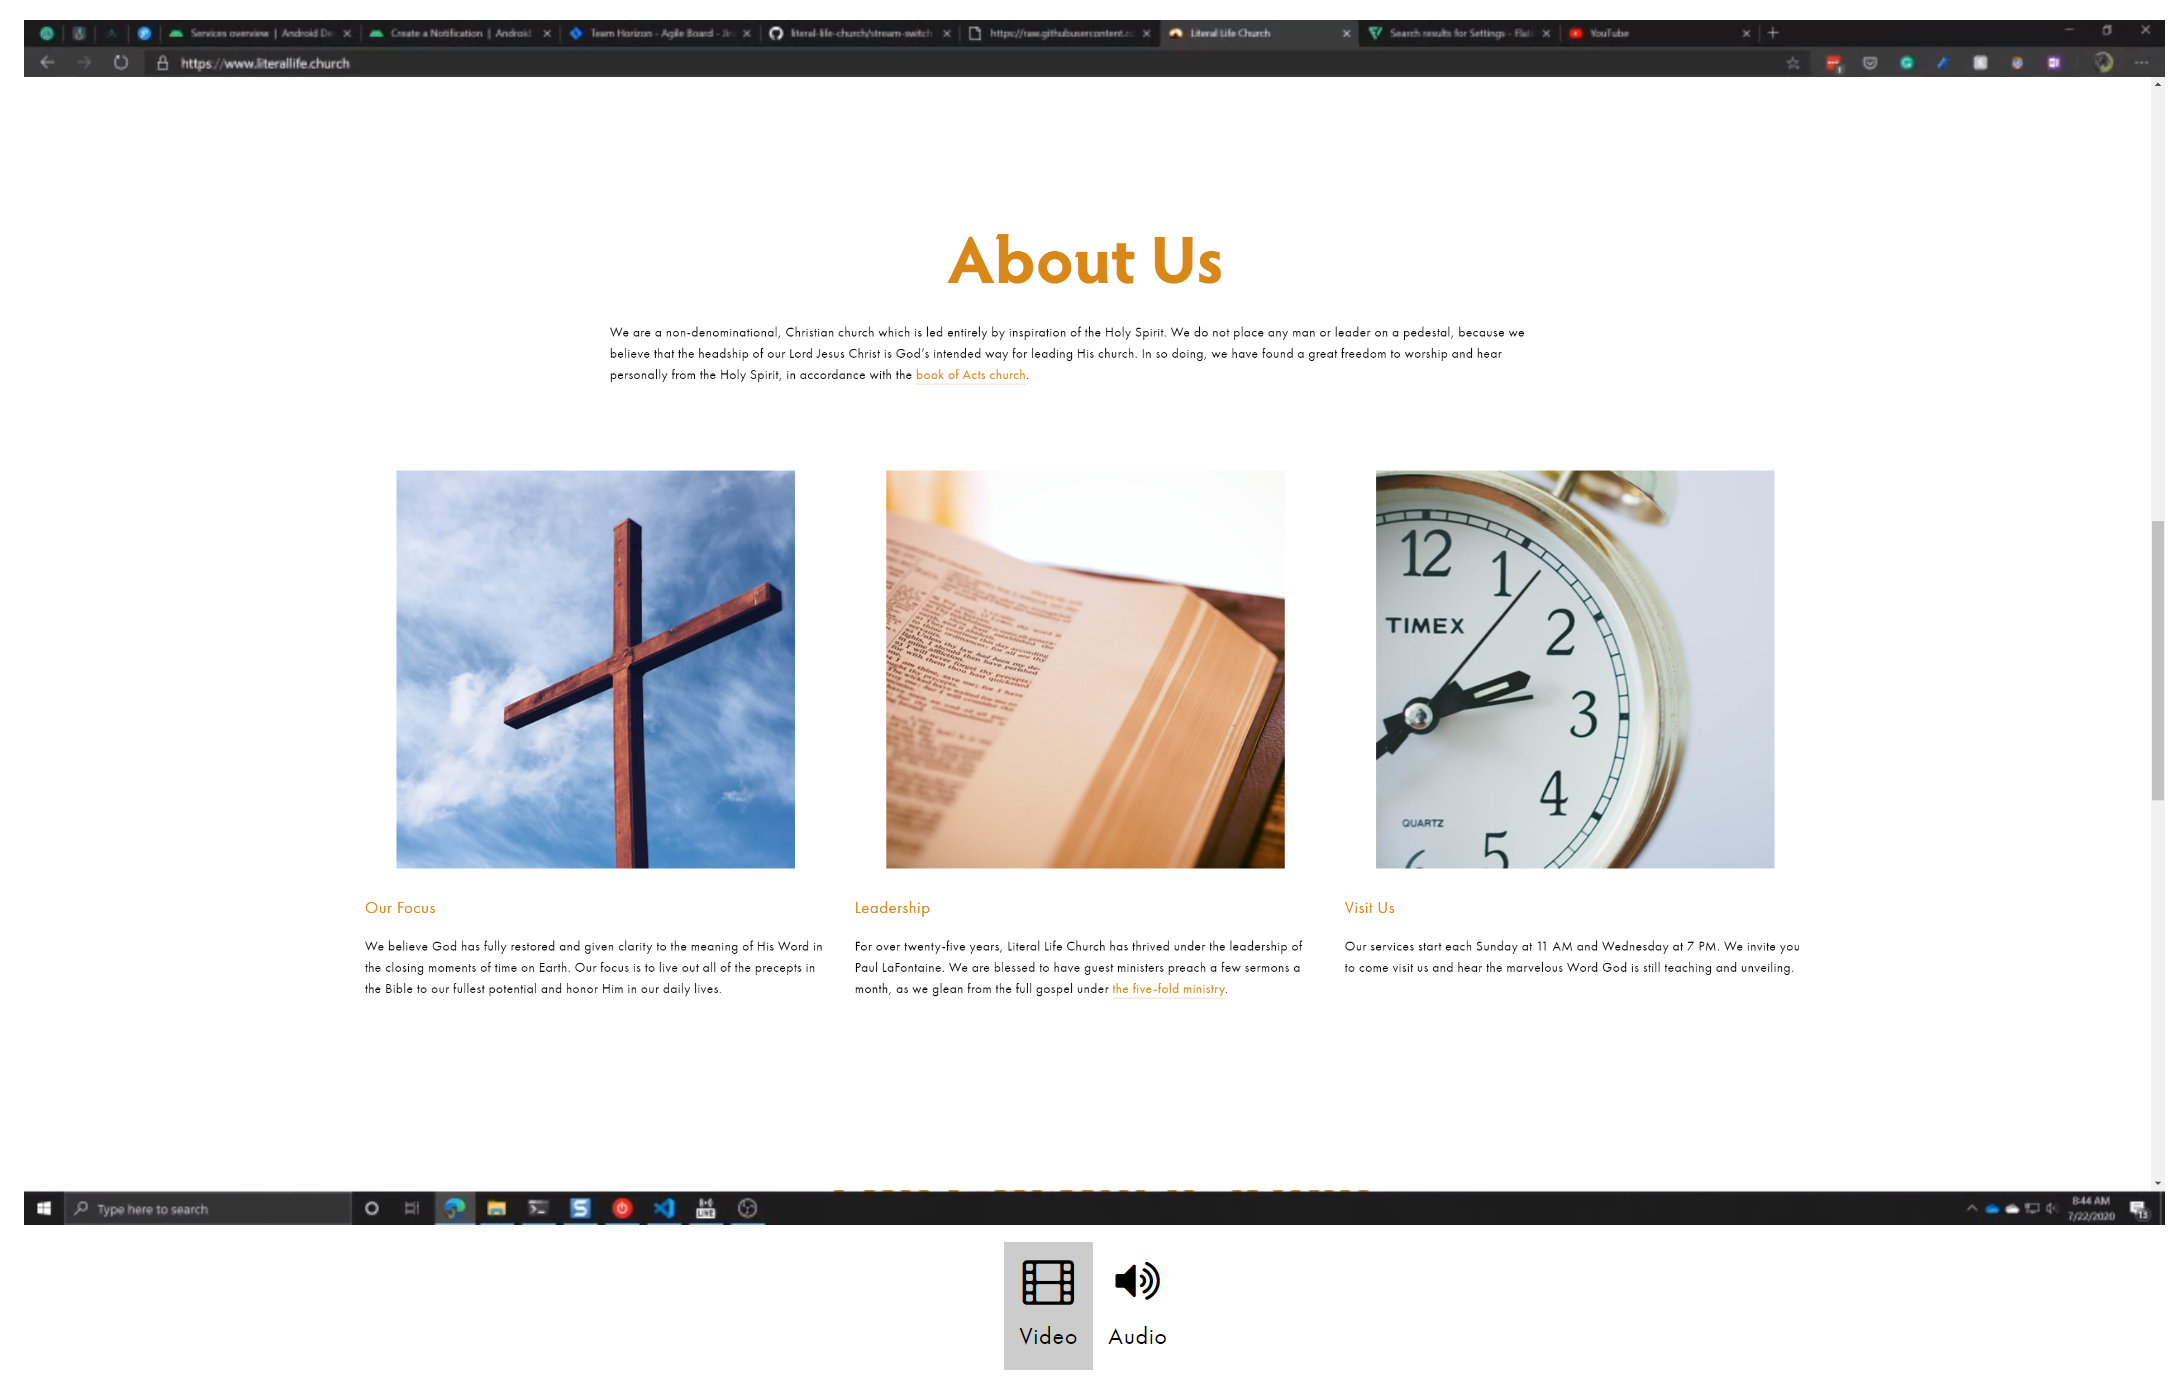 Services overview | Android De
Create a Notification | Android
Team Horizon - Agile Board - Jir
literal-life-church/stream-switch
https://raw.githubusercontent.co
Literal Life Church
Search results for Settings - Flati
YouTube
https://www.literallife.church
About Us
We are a non-denominational, Christian church which is led entirely by inspiration of the Holy Spirit. We do not place any man or leader on a pedestal, because we
believe that the headship of our Lord Jesus Christ is God's intended way for leading His church. In so doing, we have found a great freedom to worship and hear
personally from the Holy Spirit, in accordance with the book of Acts church.
12
1
2
3
4
5
6
TIMEX
QUARTZ
Our Focus
We believe God has fully restored and given clarity to the meaning of His Word in
the closing moments of time on Earth. Our focus is to live out all of the precepts in
the Bible to our fullest potential and honor Him in our daily lives.
Leadership
For over twenty-five years, Literal Life Church has thrived under the leadership of
Paul LaFontaine. We are blessed to have guest ministers preach a few sermons a
month, as we glean from the full gospel under the five-fold ministry.
Visit Us
Our services start each Sunday at 11 AM and Wednesday at 7 PM. We invite you
to come visit us and hear the marvelous Word God is still teaching and unveiling.
Type here to search
LIVE
8:44 AM
7/22/2020
13
Video
Audio